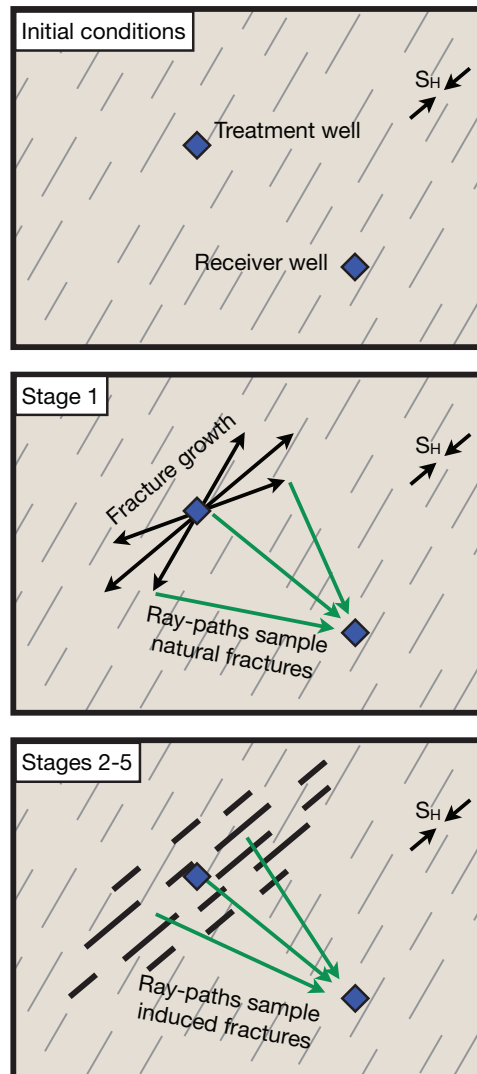 Initial conditions
SH
Treatment well
Receiver well
Stage 1
SH
Fracture growth
Ray-paths sample
natural fractures
Stages 2-5
SH
Ray-paths sample
induced fractures